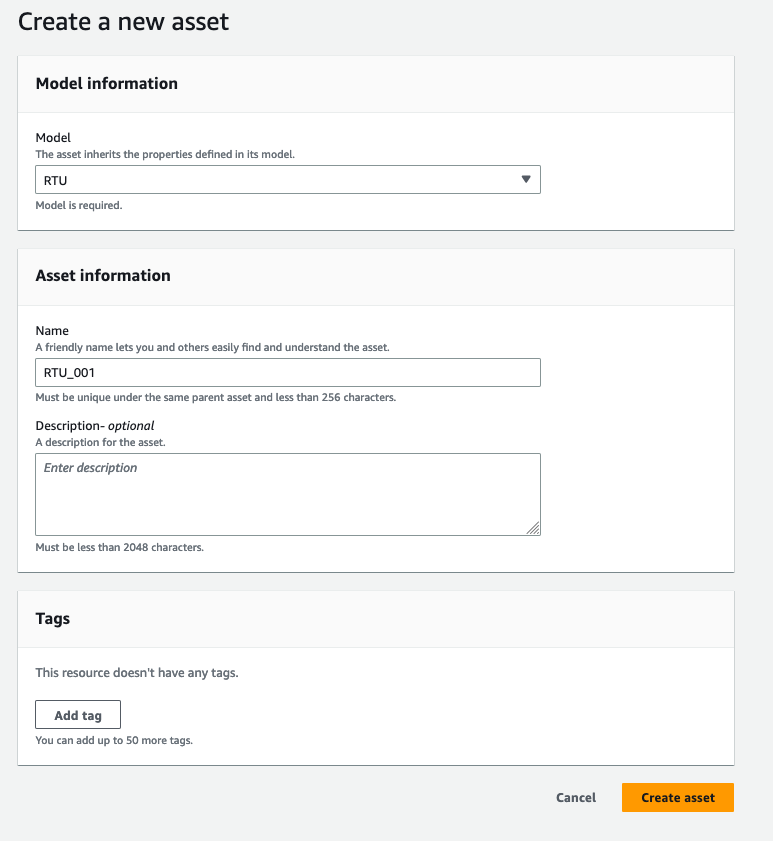 Create a new asset
Model information
Model
The asset inherits the properties defined in its model.
RTU
Model is required.
Asset information
Name
A friendly name lets you and others easily find and understand the asset.
RTU_001
Must be unique under the same parent asset and less than 256 characters.
Description- optional
A description for the asset.
Enter description
Must be less than 2048 characters.
Tags
This resource doesn't have any tags.
Add tag
You can add up to 50 more tags.
Cancel Create asset